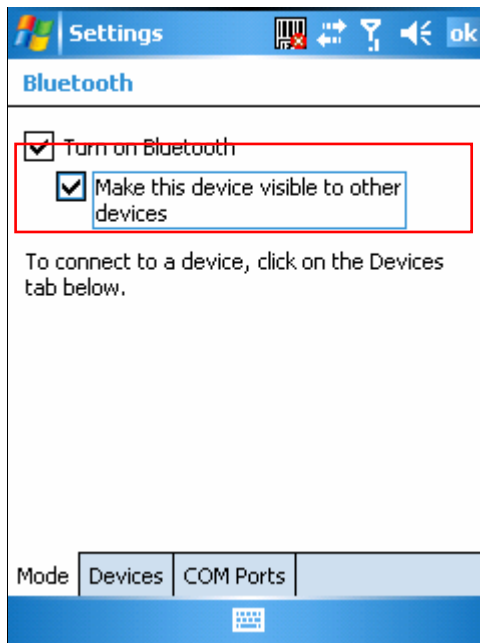 Settings
ok
Bluetooth
Turn on Bluetooth
Make this device visible to other
devices
To connect to a device, click on the Devices
tab below.
Mode Devices COM Ports